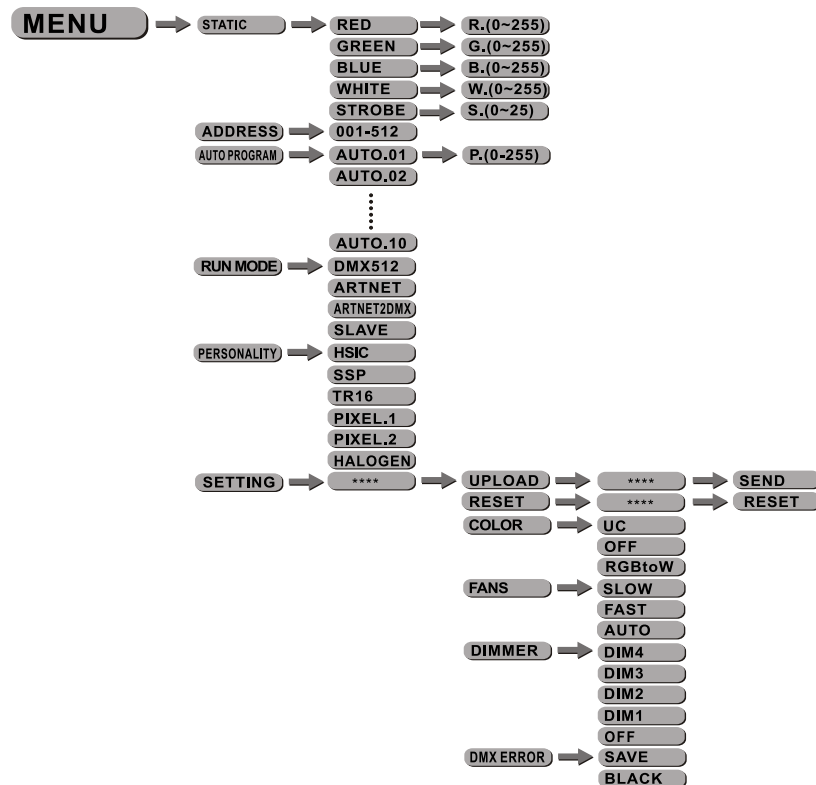 MENU STATIC RED R.(0~255)
GREEN G.(0~255)
BLUE B.(0~255)
WHITE W.(0~255)
STROBE S.(0~25)
ADDRESS 001-512
AUTO PROGRAM AUTO.01 P.(0-255)
AUTO.02
AUTO.10
RUN MODE DMX512
ARTNET
ARTNET2DMX
SLAVE
PERSONALITY HSIC
SSP
TR16
PIXEL.1
PIXEL.2
HALOGEN
SETTING **** UPLOAD **** SEND
RESET **** RESET
COLOR UC
OFF
RGBtoW
FANS SLOW
FAST
AUTO
DIMMER DIM4
DIM3
DIM2
DIM1
OFF
DMX ERROR SAVE
BLACK